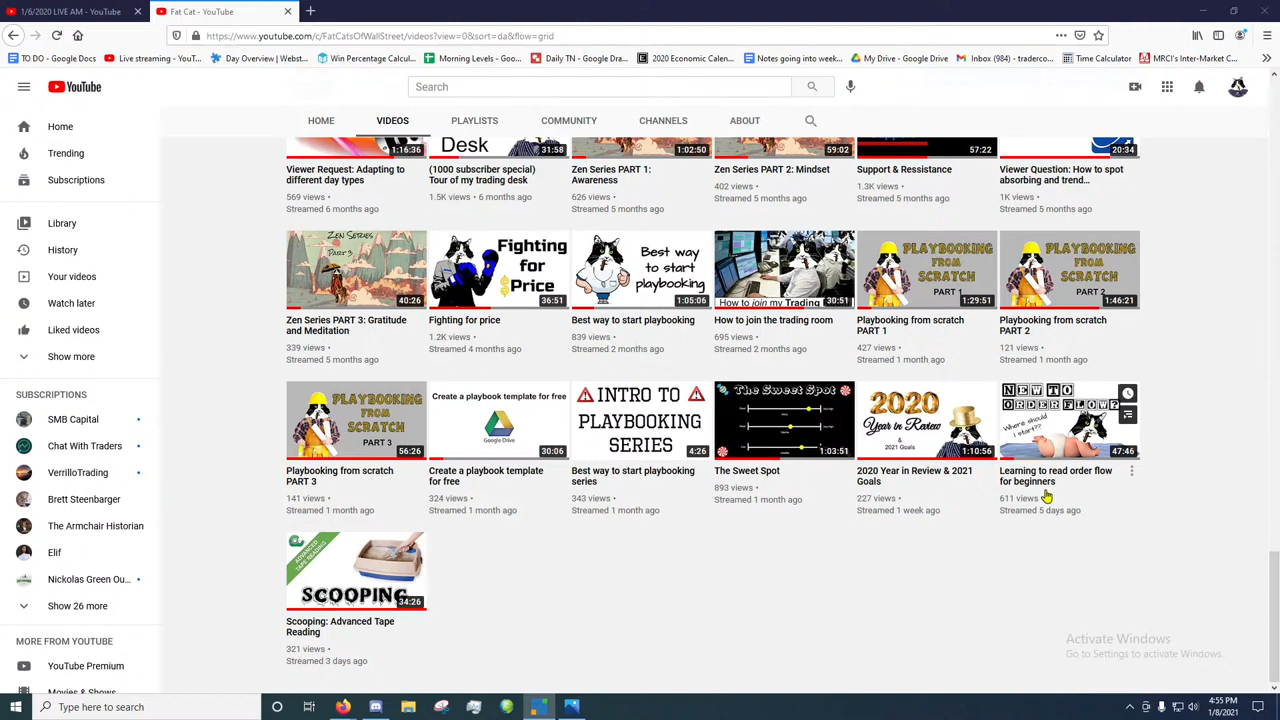 1/6/2020 LIVE AM - YouTube
Fat Cat - YouTube
https://www.youtube.com/c/FatCatsOfWallStreet/videos?view=0&sort=da&flow=grid
TO DO - Google Docs
Live streaming - YouT...
Day Overview | Webst...
Win Percentage Calcul...
Morning Levels - Goo...
Daily TN - Google Dra...
2020 Economic Calen...
Notes going into week...
My Drive - Google Drive
Inbox (984) - traderco...
Time Calculator
MRCI's Inter-Market C...
YouTube
Search
HOME
VIDEOS
PLAYLISTS
COMMUNITY
CHANNELS
ABOUT
Home
Trending
Subscriptions
Library
History
Your videos
Watch later
Liked videos
Show more
SUBSCRIPTIONS
SMB Capital
Chat With Traders
VerrilloTrading
Brett Steenbarger
The Armchair Historian
Elif
Nickolas Green Ou...
Show 26 more
MORE FROM YOUTUBE
YouTube Premium
Movies & Shows
1:16:36
Viewer Request: Adapting to
different day types
569 views •
Streamed 6 months ago
Desk
31:58
(1000 subscriber special)
Tour of my trading desk
1.5K views • 6 months ago
1:02:50
Zen Series PART 1:
Awareness
626 views •
Streamed 5 months ago
59:02
Zen Series PART 2: Mindset
402 views •
Streamed 5 months ago
57:22
Support & Ressistance
1.3K views •
Streamed 5 months ago
20:34
Viewer Question: How to spot
absorbing and trend...
1K views •
Streamed 5 months ago
Zen Series
Part 3
40:26
Zen Series PART 3: Gratitude
and Meditation
339 views •
Streamed 5 months ago
Fighting
for
Price
36:51
Fighting for price
1.2K views •
Streamed 4 months ago
Best way
to start
playbooking
1:05:06
Best way to start playbooking
839 views •
Streamed 2 months ago
How to join my Trading room
30:51
How to join the trading room
695 views •
Streamed 2 months ago
PLAYBOOKING
FROM
SCRATCH
PART 1
1:29:51
Playbooking from scratch
PART 1
427 views •
Streamed 1 month ago
PLAYBOOKING
FROM
SCRATCH
PART 2
1:46:21
Playbooking from scratch
PART 2
121 views •
Streamed 1 month ago
PLAYBOOKING
FROM
SCRATCH
PART 3
56:26
Playbooking from scratch
PART 3
141 views •
Streamed 1 month ago
Create a playbook template for free
Google Drive
30:06
Create a playbook template
for free
324 views •
Streamed 1 month ago
INTRO TO
PLAYBOOKING
SERIES
4:26
Best way to start playbooking
series
343 views •
Streamed 1 month ago
The Sweet Spot
1:03:51
The Sweet Spot
893 views •
Streamed 1 month ago
2020
Year in Review
& 2021
Goals
1:10:56
2020 Year in Review & 2021
Goals
227 views •
Streamed 1 week ago
NEW TO
ORDER FLOW?
Where should
I start??
47:46
Learning to read order flow
for beginners
611 views •
Streamed 5 days ago
ADVANCED
TAPE
READING
SCOOPING
34:26
Scooping: Advanced Tape
Reading
321 views •
Streamed 3 days ago
Activate Windows
Go to Settings to activate Windows.
Type here to search
4:55 PM
1/8/2021